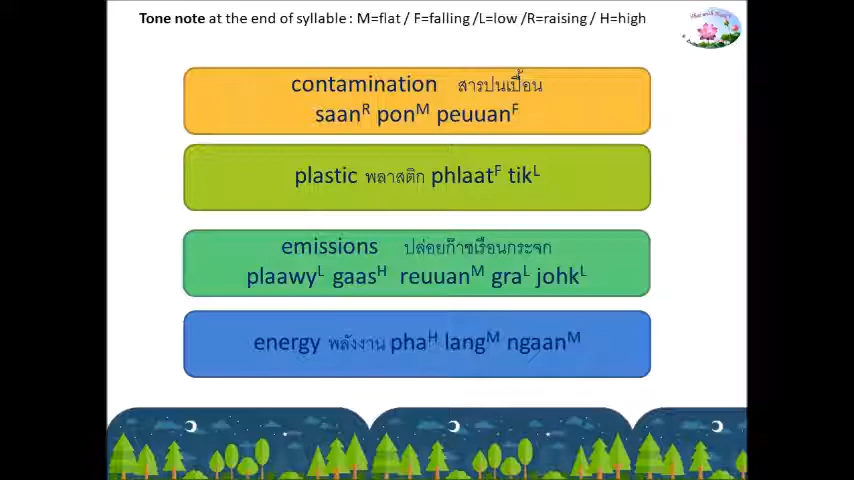 Tone note at the end of syllable : M=flat / F=falling /L=low /R=raising / H=high
contamination สารปนเปื้อน
saanR ponM peuuanF
plastic พลาสติก phlaatF tikL
emissions ปล่อยก๊าซเรือนกระจก
plaawyL gaasH reuuanM graL johkL
energy พลังงาน phaH langM ngaanM